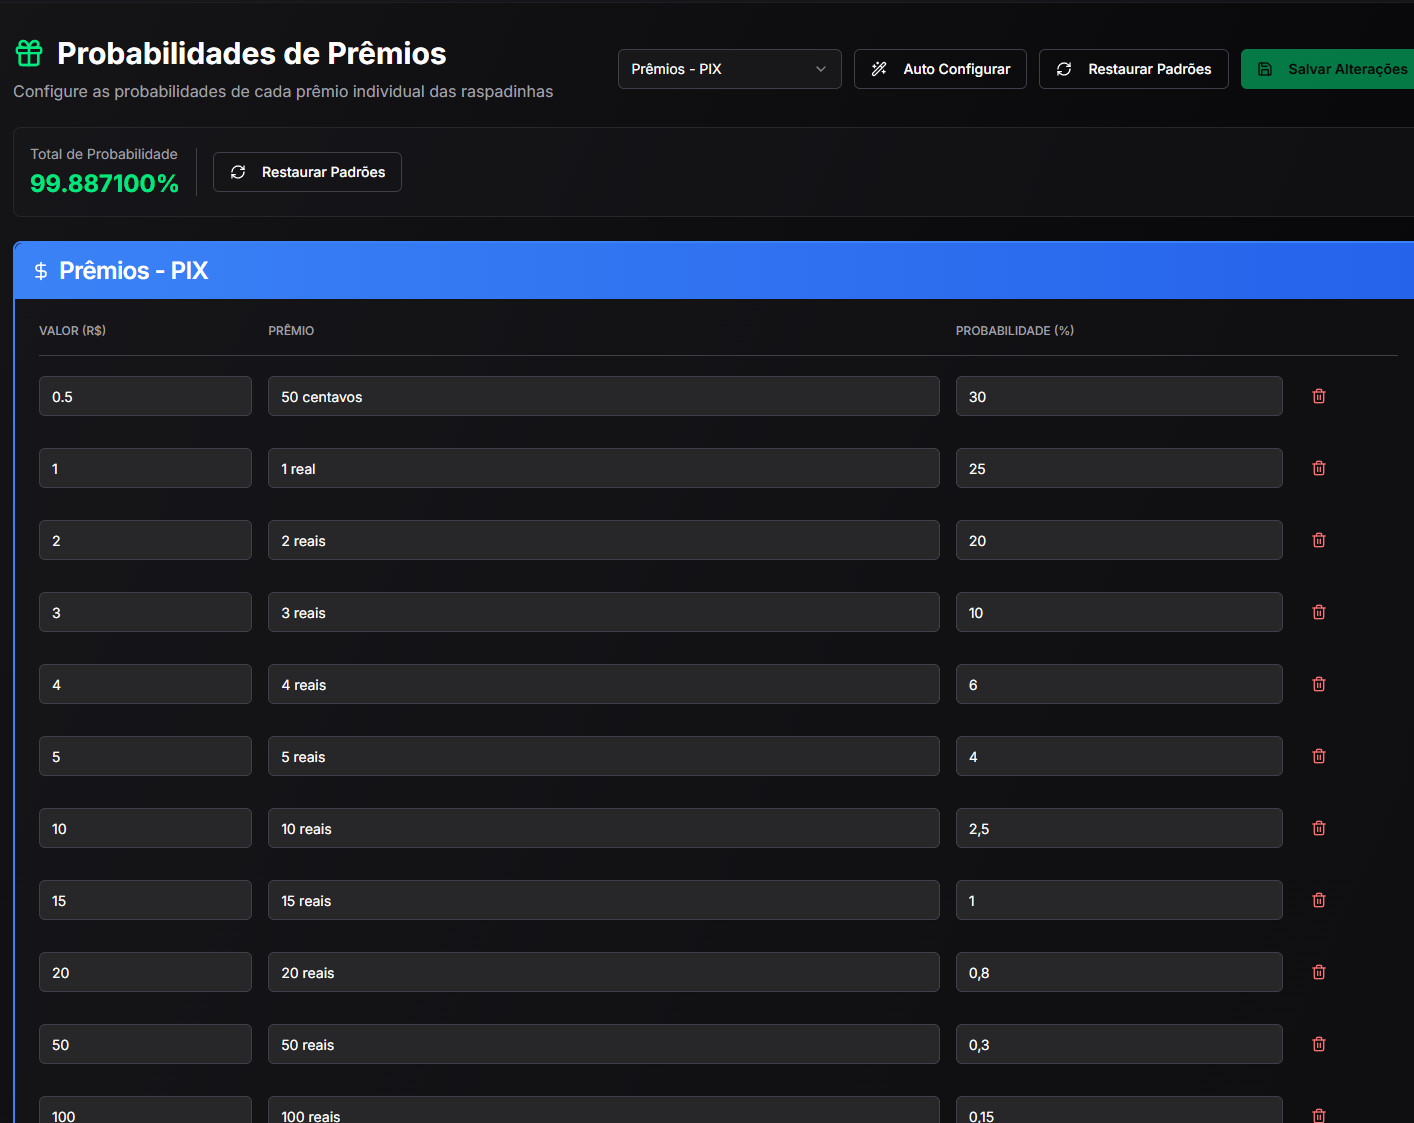 Probabilidades de Prêmios
Configure as probabilidades de cada prêmio individual das raspadinhas
Prêmios - PIX
Auto Configurar
Restaurar Padrões
Salvar Alterações
Total de Probabilidade
99.887100%
Restaurar Padrões
Prêmios - PIX
VALOR (R$) PRÊMIO PROBABILIDADE (%)
0.5 50 centavos 30
1 1 real 25
2 2 reais 20
3 3 reais 10
4 4 reais 6
5 5 reais 4
10 10 reais 2,5
15 15 reais 1
20 20 reais 0,8
50 50 reais 0,3
100 100 reais 0,15